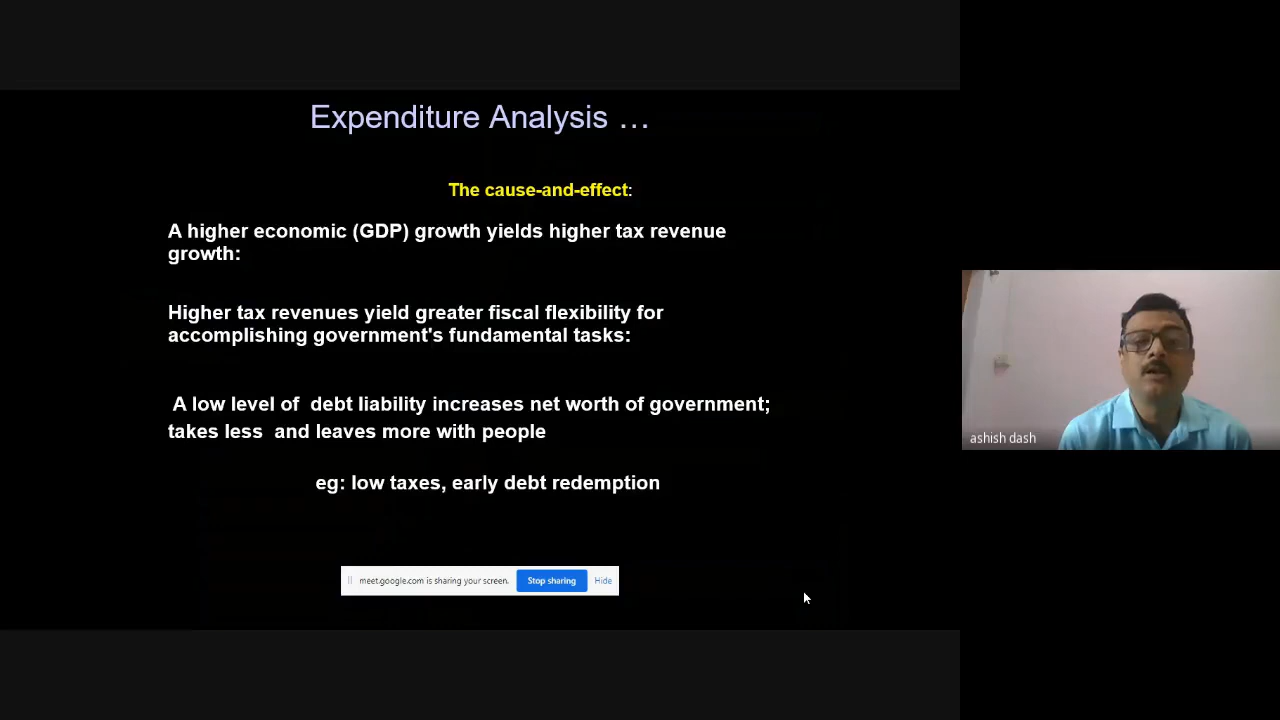 Expenditure Analysis …
The cause-and-effect:
A higher economic (GDP) growth yields higher tax revenue
growth:
Higher tax revenues yield greater fiscal flexibility for
accomplishing government's fundamental tasks:
A low level of  debt liability increases net worth of government;
takes less  and leaves more with people
eg: low taxes, early debt redemption
meet.google.com is sharing your screen. Stop sharing Hide
ashish dash